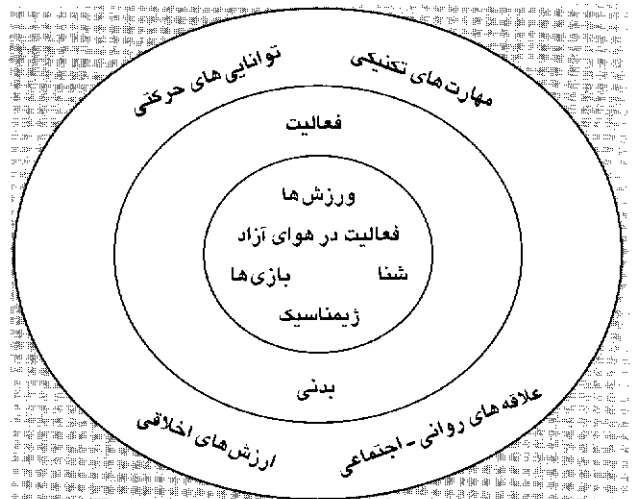 مهارت های تکنیکی
توانایی های حرکتی
فعالیت
ورزش ها
فعالیت در هوای آزاد
شنا
بازی ها
ژیمناسیک
بدنی
علاقه های روانی - اجتماعی
ارزش های اخلاقی